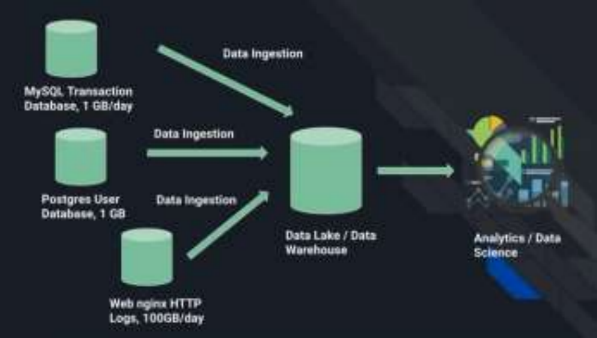 Data Ingestion
MySQL Transaction
Database, 1 GB/day
Data Ingestion
Postgres User
Database, 1 GB
Data Ingestion
Data Lake / Data
Warehouse
Analytics / Data
Science
Web nginx HTTP
Logs, 100GB/day